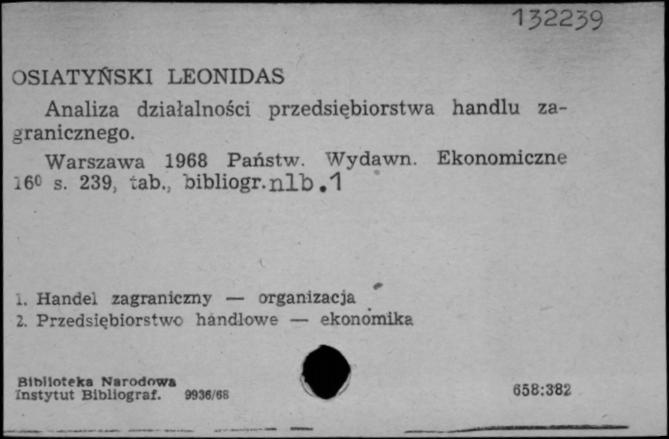 132239
OSIATYŃSKI LEONIDAS
Analiza działalności przedsiębiorstwa handlu za-
granicznego.
Warszawa 1968 Państw. Wydawn. Ekonomiczne
16⁰ s. 239, tab., bibliogr. nlb.1
1. Handel zagraniczny — organizacja
2. Przedsiębiorstwo handlowe — ekonomika
Biblioteka Narodowa
Instytut Bibliograf. 9936/68
658:382